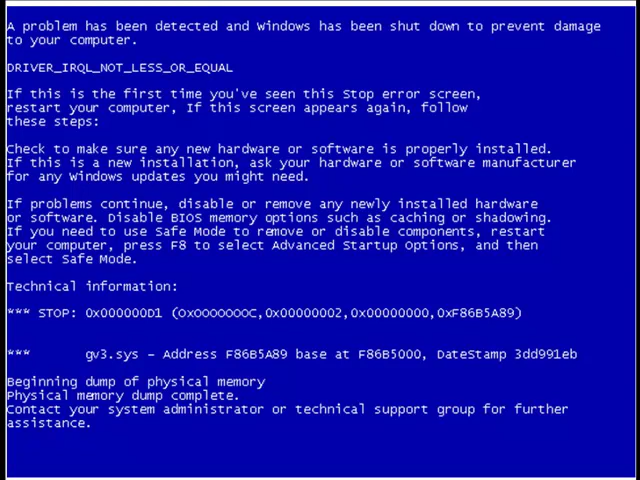 A problem has been detected and Windows has been shut down to prevent damage
to your computer.
DRIVER_IRQL_NOT_LESS_OR_EQUAL
If this is the first time you've seen this Stop error screen,
restart your computer, If this screen appears again, follow
these steps:
Check to make sure any new hardware or software is properly installed.
If this is a new installation, ask your hardware or software manufacturer
for any Windows updates you might need.
If problems continue, disable or remove any newly installed hardware
or software. Disable BIOS memory options such as caching or shadowing.
If you need to use Safe Mode to remove or disable components, restart
your computer, press F8 to select Advanced Startup Options, and then
select Safe Mode.
Technical information:
*** STOP: 0x000000D1 (0x0000000C,0x00000002,0x00000000,0xF86B5A89)
*** gv3.sys – Address F86B5A89 base at F86B5000, DateStamp 3dd991eb
Beginning dump of physical memory
Physical memory dump complete.
Contact your system administrator or technical support group for further
assistance.